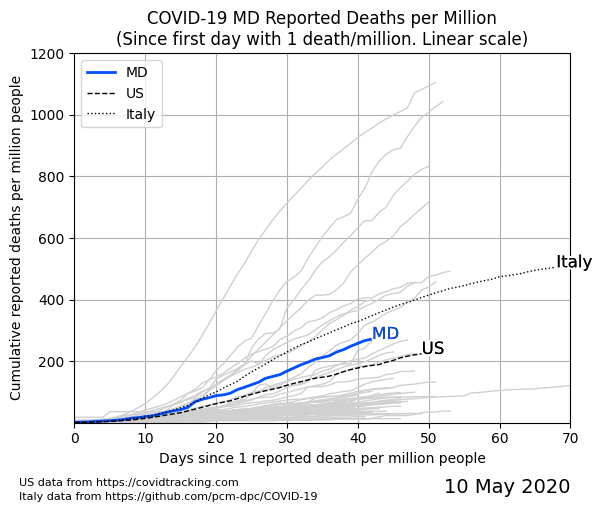 COVID-19 MD Reported Deaths per Million
(Since first day with 1 death/million. Linear scale)
Cumulative reported deaths per million people
1200
1000
800
600
400
200
MD
US
Italy
Italy
MD
US
0 10 20 30 40 50 60 70
Days since 1 reported death per million people
US data from https://covidtracking.com
Italy data from https://github.com/pcm-dpc/COVID-19
10 May 2020